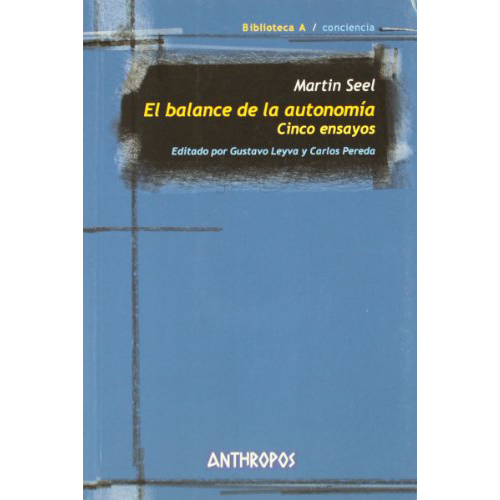 Biblioteca A / conciencia
Martin Seel
El balance de la autonomía
Cinco ensayos
Editado por Gustavo Leyva y Carlos Pereda
ANTHROPOS